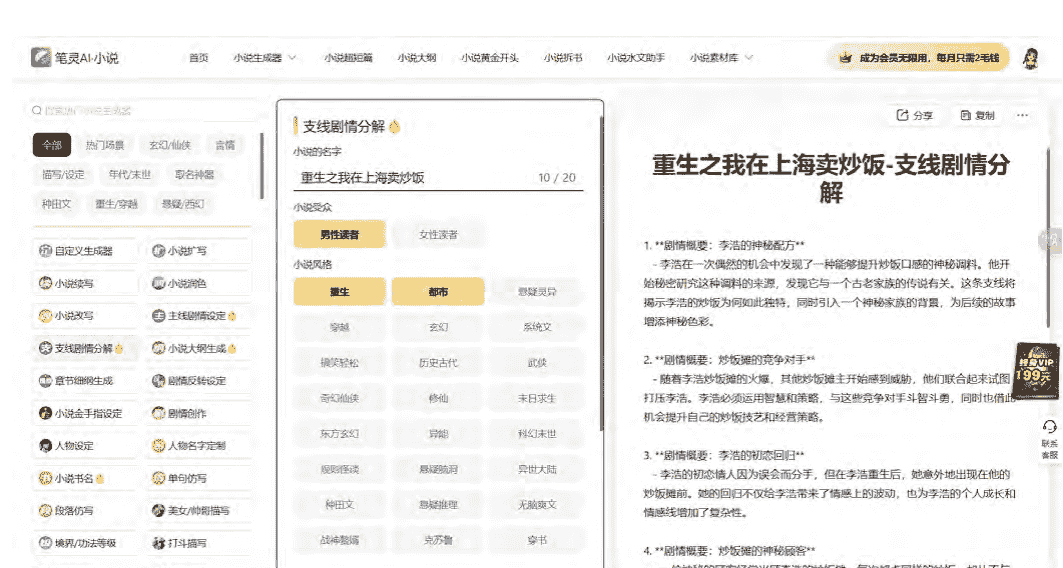 笔灵AI·小说
首页 小说生成器 小说超短篇 小说大纲 小说黄金开头 小说拆书 小说水文助手 小说素材库
成为会员无限用，每月只需2毛钱
全部 热门场景 玄幻/仙侠 言情
描写/设定 年代/末世 取名神器
种田文 重生/穿越 悬疑/西幻
自定义生成器 小说扩写
小说续写 小说润色
小说改写 主线剧情设定
支线剧情分解 小说大纲生成
章节细纲生成 剧情反转设定
小说金手指设定 剧情创作
人物设定 人物名字定制
小说书名 单句仿写
段落仿写 美女/帅哥描写
境界/功法等级 打斗描写
支线剧情分解
小说的名字
重生之我在上海卖炒饭 10 / 20
小说受众
男性读者 女性读者
小说风格
重生 都市 悬疑灵异
穿越 玄幻 系统文
搞笑轻松 历史古代 武侠
奇幻仙侠 修仙 末日求生
东方玄幻 异能 科幻末世
规则怪谈 悬疑脑洞 异世大陆
种田文 悬疑推理 无脑爽文
战神赘婿 克苏鲁 穿书
分享 复制 ...
重生之我在上海卖炒饭-支线剧情分
解
1. **剧情概要：李浩的神秘配方**
- 李浩在一次偶然的机会中发现了一种能够提升炒饭口感的神秘调料。他开
始秘密研究这种调料的来源，发现它与一个古老家族的传说有关。这条支线将
揭示李浩的炒饭为何如此独特，同时引入一个神秘家族的背景，为后续的故事
增添神秘色彩。
2. **剧情概要：炒饭摊的竞争对手**
- 随着李浩炒饭摊的火爆，其他炒饭摊主开始感到威胁，他们联合起来试图
打压李浩。李浩必须运用智慧和策略，与这些竞争对手斗智斗勇，同时也借此
机会提升自己的炒饭技艺和经营策略。
3. **剧情概要：李浩的初恋回归**
- 李浩的初恋情人因为误会而分手，但在李浩重生后，她意外地出现在他的
炒饭摊前。她的回归不仅给李浩带来了情感上的波动，也为李浩的个人成长和
情感线增加了复杂性。
4. **剧情概要：炒饭摊的神秘顾客**
终身VIP
199元
联系
客服